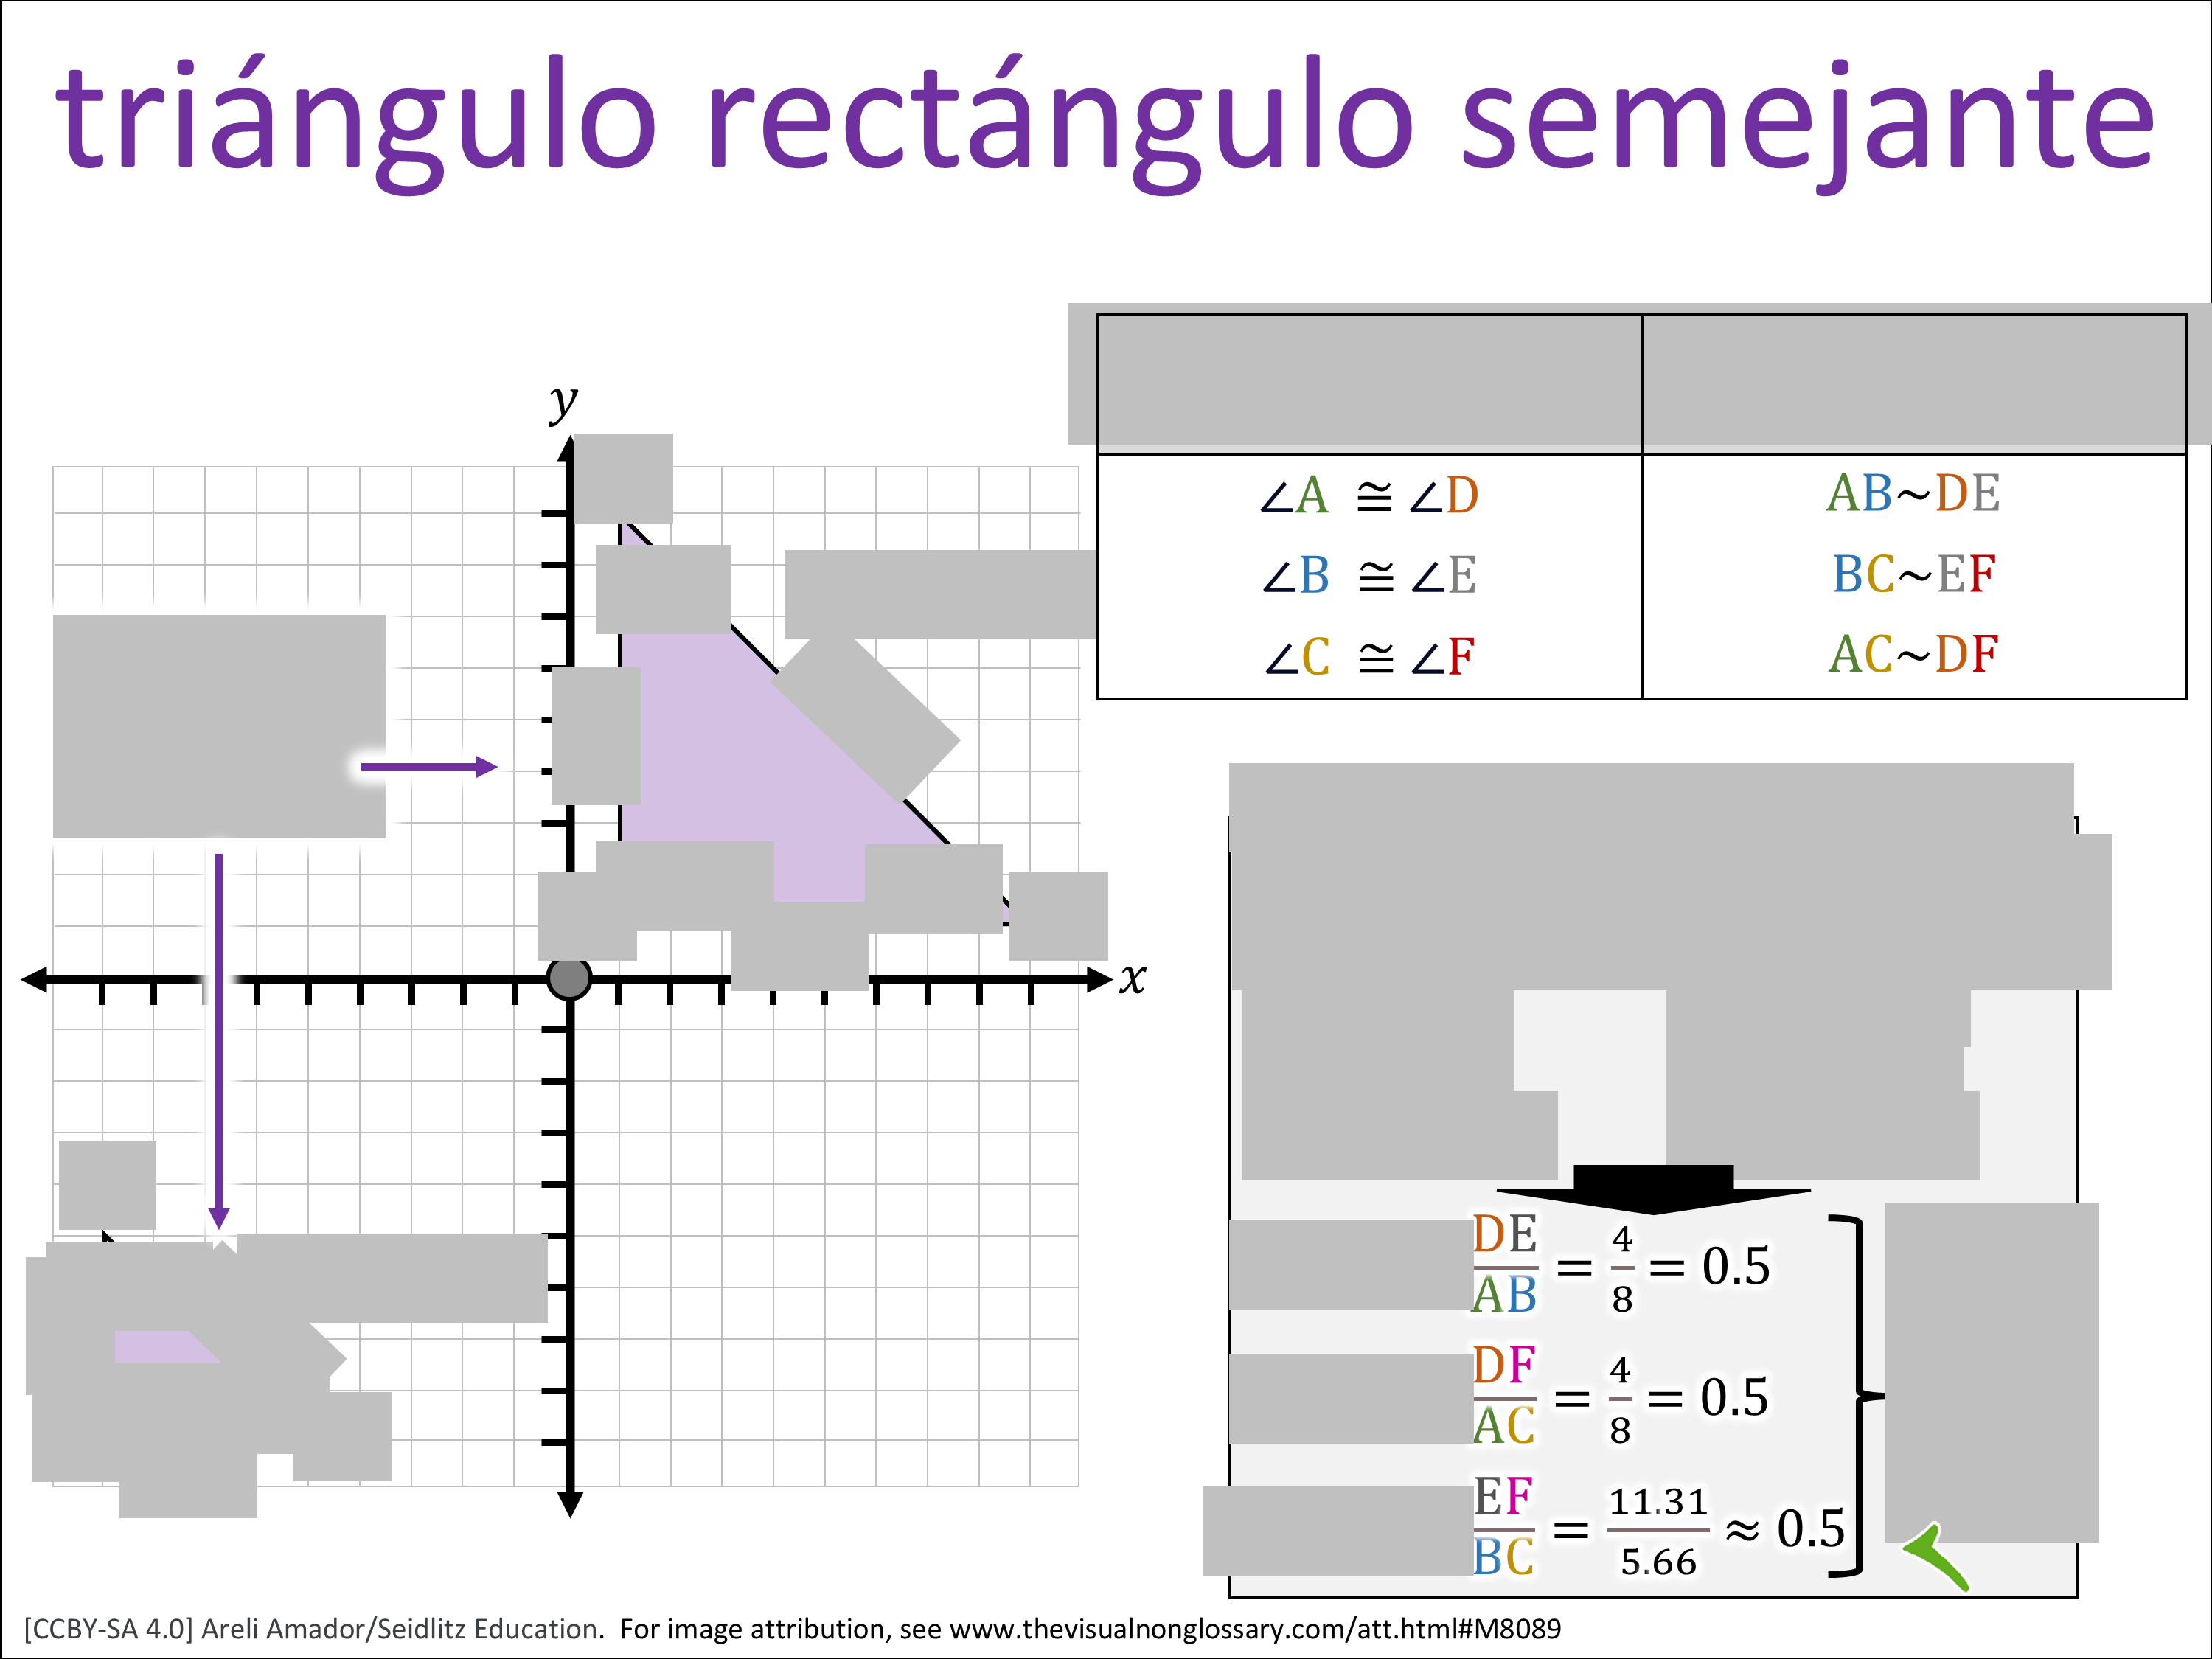 triángulo rectángulo semejante
y
x
∠A ≅ ∠D
AB~DE
∠B ≅ ∠E
BC~EF
∠C ≅ ∠F
AC~DF
DE/AB = 4/8 = 0.5
DF/AC = 4/8 = 0.5
EF/BC = 11.31/5.66 ≈ 0.5
[CCBY-SA 4.0] Areli Amador/Seidlitz Education. For image attribution, see www.thevisualnonglossary.com/att.html#M8089